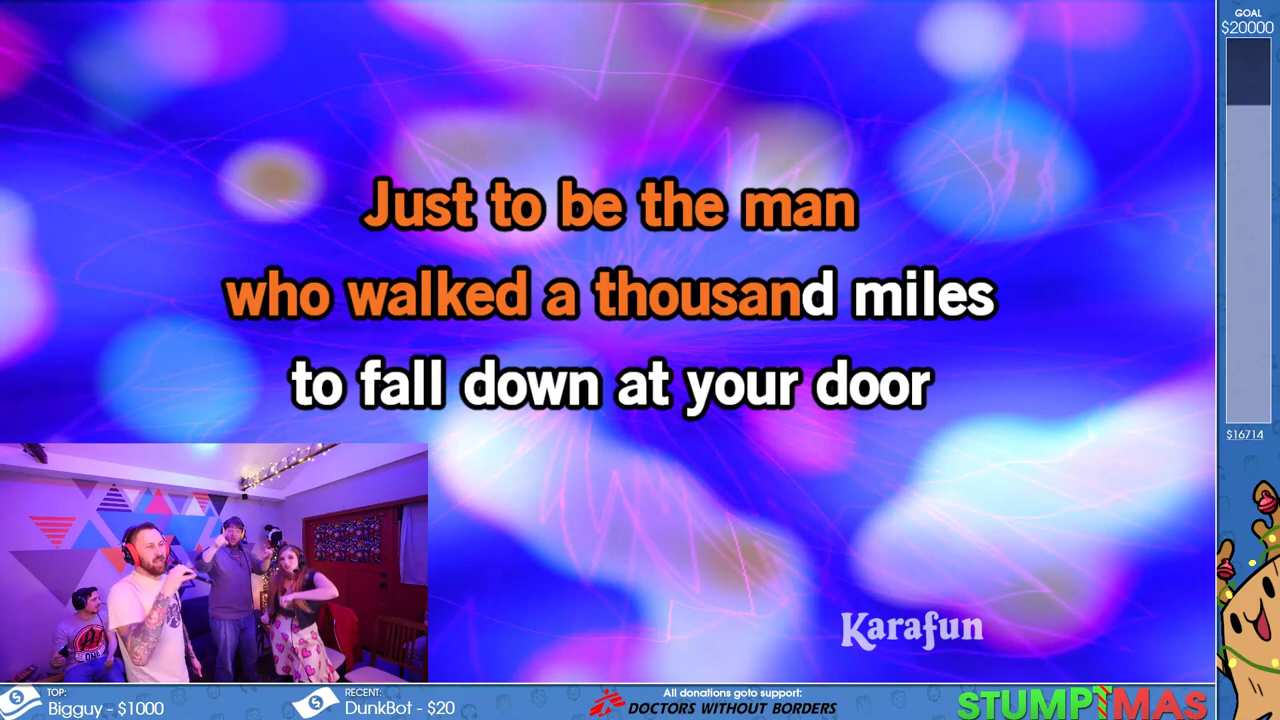 GOAL
$20000
Just to be the man
who walked a thousand miles
to fall down at your door
$16714
Karafun
ONE
TOP:
Bigguy - $1000
RECENT:
DunkBot - $20
All donations goto support:
DOCTORS WITHOUT BORDERS
STUMPTMAS